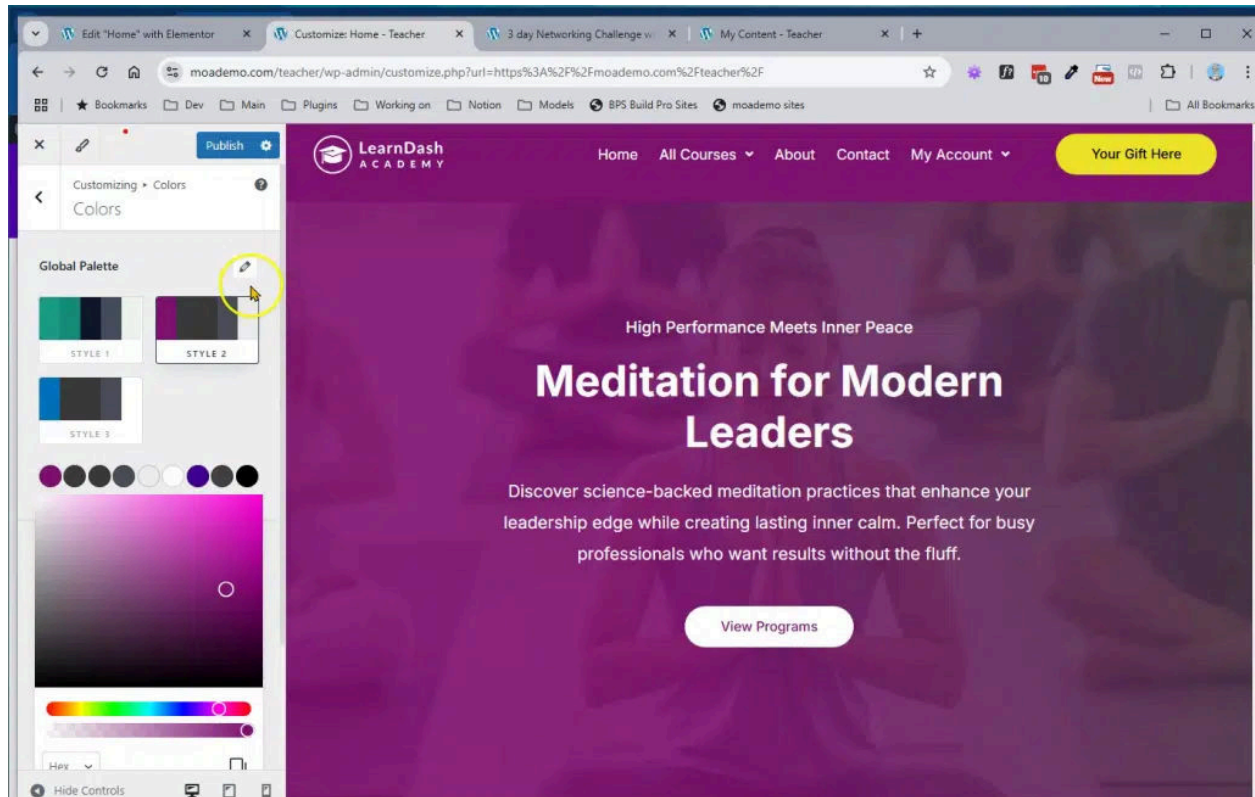 Edit "Home" with Elementor
Customize: Home - Teacher
3 day Networking Challenge w
My Content - Teacher
moademo.com/teacher/wp-admin/customize.php?url=https%3A%2F%2Fmoademo.com%2Fteacher%2F
10
New
Bookmarks Dev Main Plugins Working on Notion Models BPS Build Pro Sites moademo sites All Bookmarks
Publish
Customizing ▸ Colors
Colors
Global Palette
STYLE 1
STYLE 2
STYLE 3
Hex
Hide Controls
LearnDash
ACADEMY
Home All Courses About Contact My Account Your Gift Here
High Performance Meets Inner Peace
Meditation for Modern
Leaders
Discover science-backed meditation practices that enhance your
leadership edge while creating lasting inner calm. Perfect for busy
professionals who want results without the fluff.
View Programs